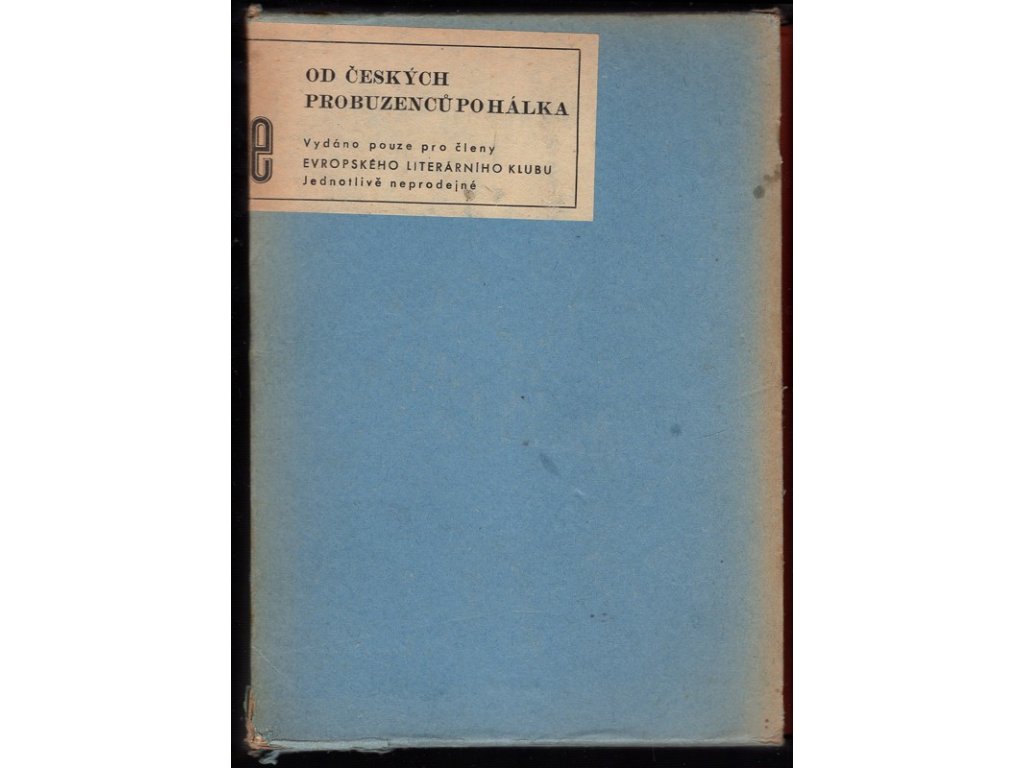 OD ČESKÝCH
PROBUZENCŮ PO HÁLKA
e
Vydáno pouze pro členy
EVROPSKÉHO LITERÁRNÍHO KLUBU
Jednotlivě neprodejné